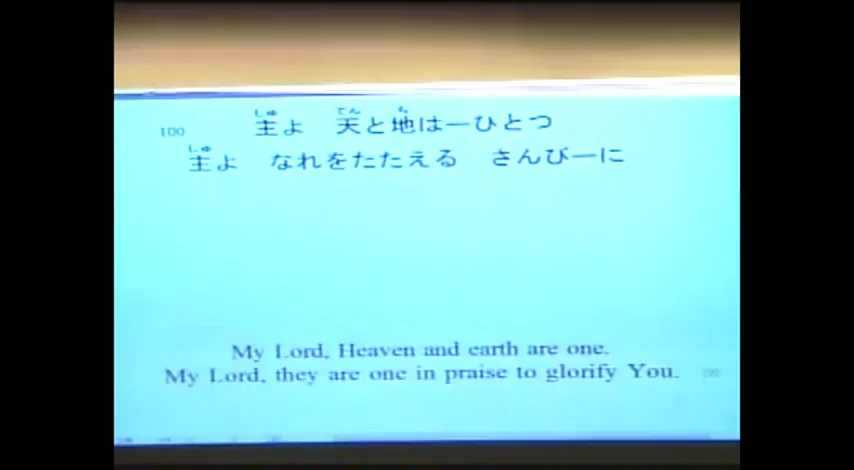 100 主よ 天と地は一ひとつ
主よ なれをたたえる さんびーに
My Lord, Heaven and earth are one.
My Lord, they are one in praise to glorify You.